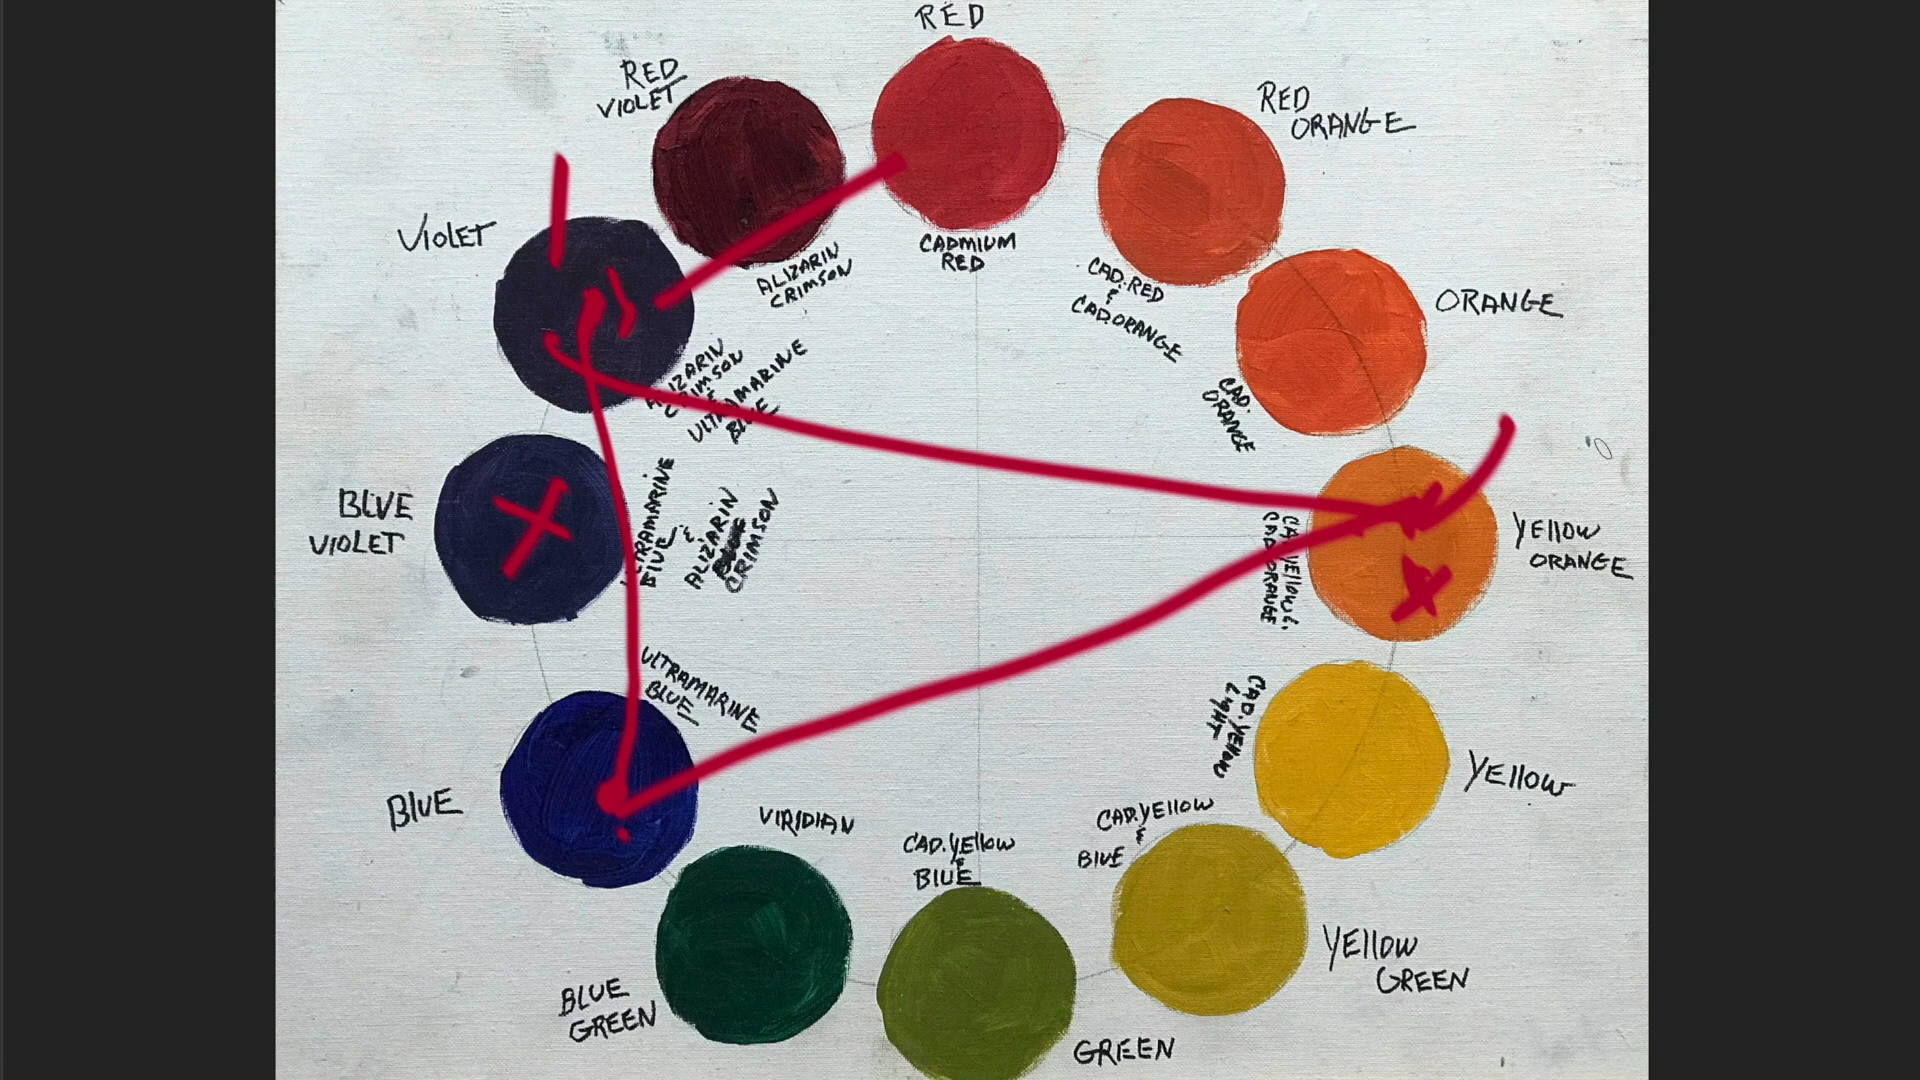 RED
CADMIUM
RED
RED
ORANGE
CAD. RED
&
CAD.ORANGE
ORANGE
CAD.
ORANGE
YEllOW
ORANGE
CAD.ORANGE
YEllOW
CAD.YEllOW
LIGHT
YEllOW
GREEN
CAD.YEllOW
&
BlUE
GREEN
CAD.YEllOW
&
BlUE
BLUE
GREEN
VIRIDIAN
BlUE
ULTRAMARINE
BLUE
BLUE
VIOLET
ULTRAMARINE
BlUE
&
ALIZARIN
CRIMSON
VIOLET
ALIZARIN
CRIMSON
ULTRAMARINE
BLUE
RED
VIOLET
ALIZARIN
CRIMSON